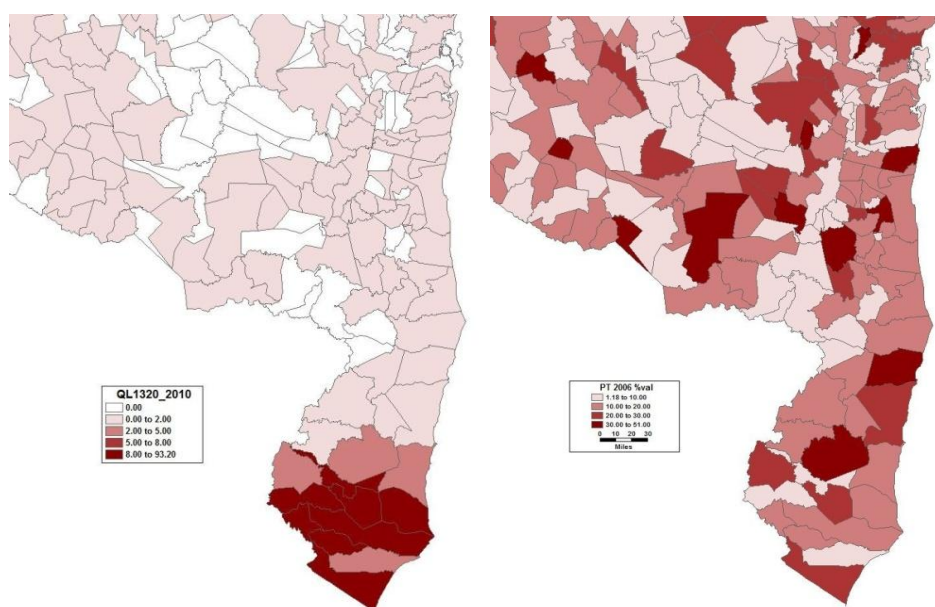 QL1320_2010
0.00
0.00 to 2.00
2.00 to 5.00
5.00 to 8.00
8.00 to 93.20
PT 2006 %val
1.18 to 10.00
10.00 to 20.00
20.00 to 30.00
30.00 to 51.00
0 10 20 30
Miles